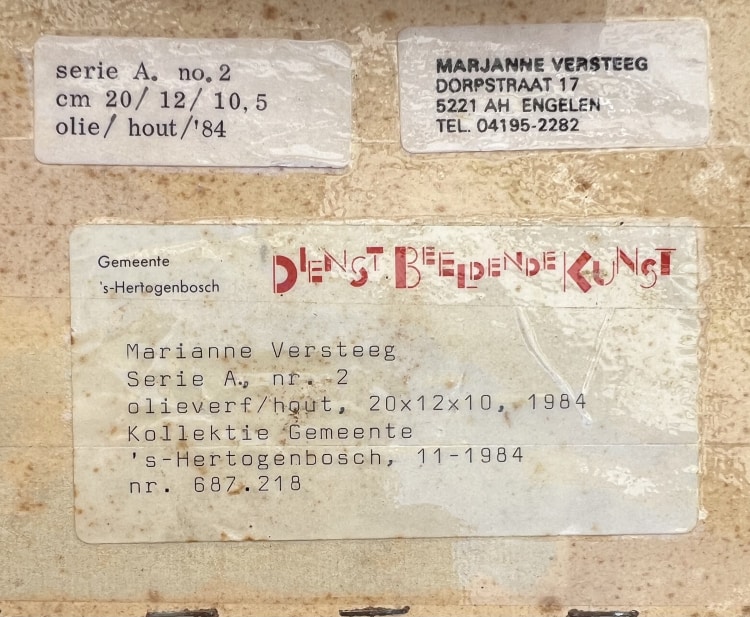 serie A. no.2
cm 20/ 12/ 10,5
olie/ hout/'84
MARJANNE VERSTEEG
DORPSTRAAT 17
5221 AH ENGELEN
TEL. 04195-2282
Gemeente
's-Hertogenbosch
DIENST BEELDENDE KUNST
Marianne Versteeg
Serie A., nr. 2
olieverf/hout, 20x12x10, 1984
Kollektie Gemeente
's-Hertogenbosch, 11-1984
nr. 687.218